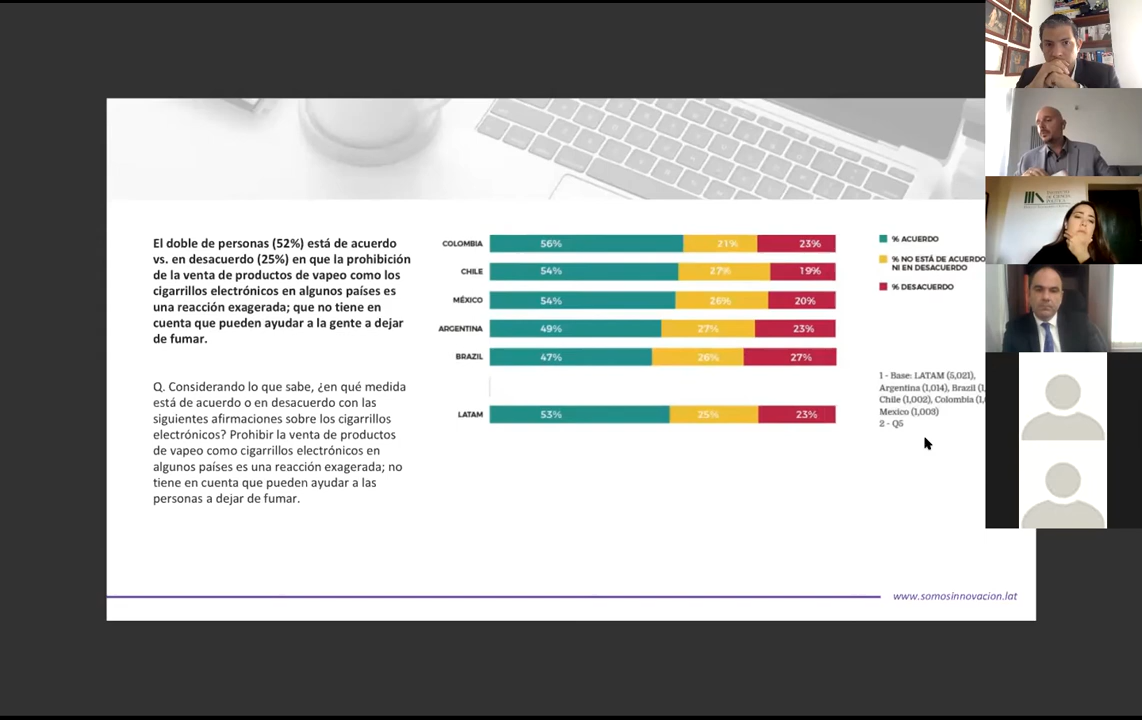 El doble de personas (52%) está de acuerdo
vs. en desacuerdo (25%) en que la prohibición
de la venta de productos de vapeo como los
cigarrillos electrónicos en algunos países es
una reacción exagerada; que no tiene en
cuenta que pueden ayudar a la gente a dejar
de fumar.
Q. Considerando lo que sabe, ¿en qué medida
está de acuerdo o en desacuerdo con las
siguientes afirmaciones sobre los cigarrillos
electrónicos? Prohibir la venta de productos
de vapeo como cigarrillos electrónicos en
algunos países es una reacción exagerada; no
tiene en cuenta que pueden ayudar a las
personas a dejar de fumar.
COLOMBIA 56% 21% 23%
CHILE 54% 27% 19%
MÉXICO 54% 26% 20%
ARGENTINA 49% 27% 23%
BRAZIL 47% 26% 27%
LATAM 53% 25% 23%
% ACUERDO
% NO ESTÁ DE ACUERDO
NI EN DESACUERDO
% DESACUERDO
1 - Base: LATAM (5,021),
Argentina (1,014), Brazil (1,
Chile (1,002), Colombia (1,
Mexico (1,003)
2 - Q5
www.somosinnovacion.lat